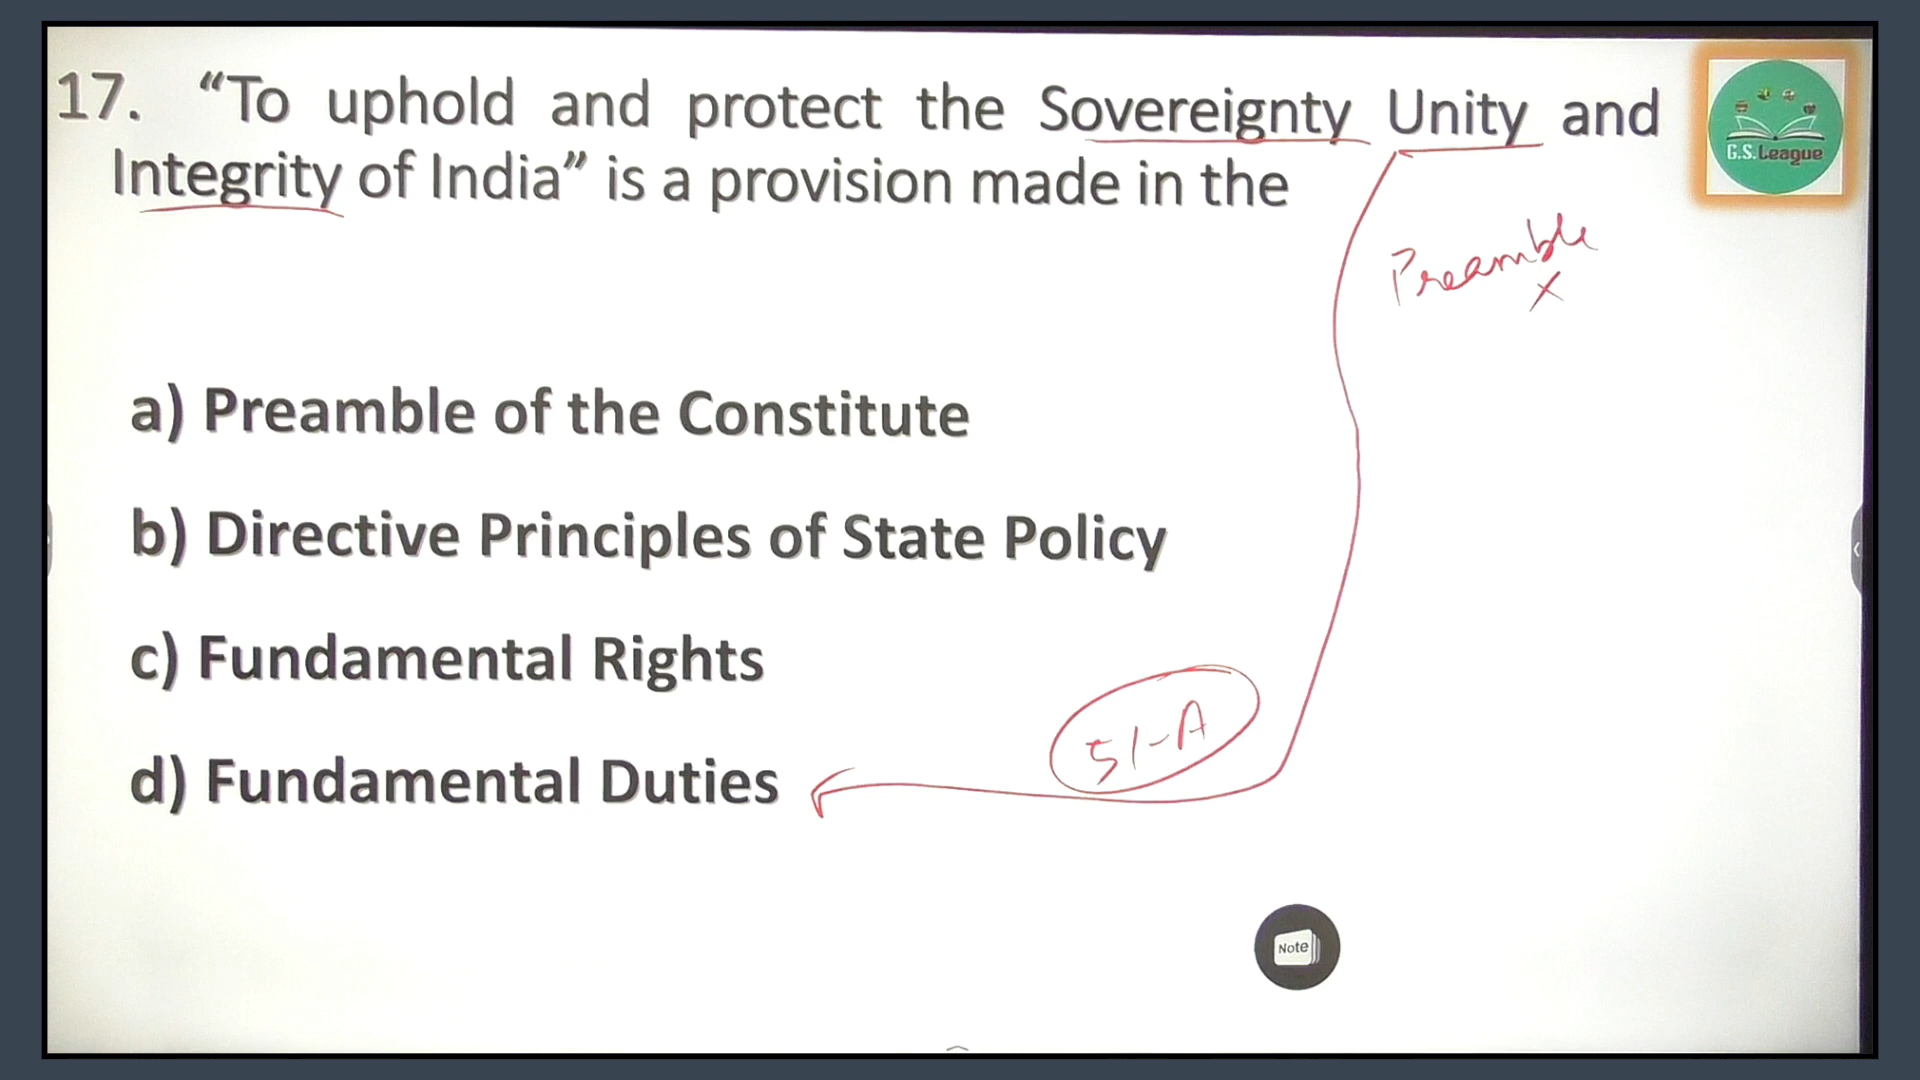 17. “To uphold and protect the Sovereignty Unity and
Integrity of India” is a provision made in the
G.S.League
Preamble
×
a) Preamble of the Constitute
b) Directive Principles of State Policy
c) Fundamental Rights
51-A
d) Fundamental Duties
Note